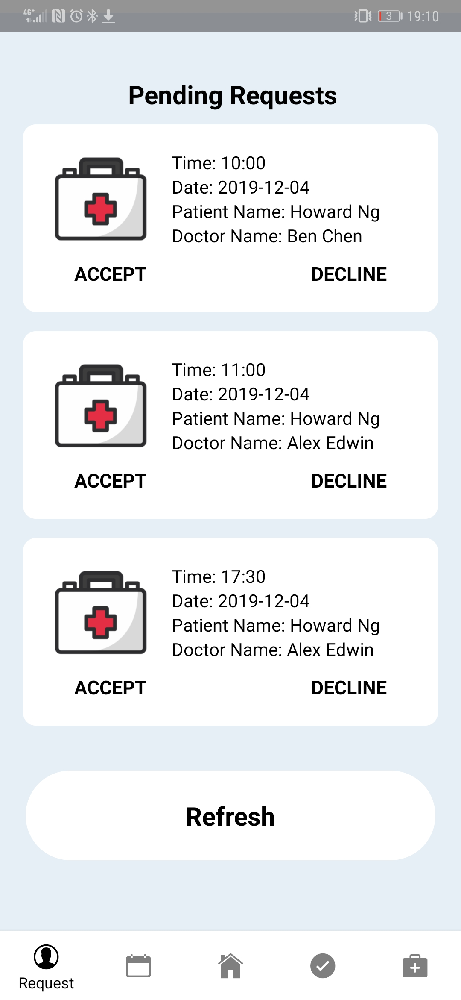 4G+
3
19:10
Pending Requests
Time: 10:00
Date: 2019-12-04
Patient Name: Howard Ng
Doctor Name: Ben Chen
ACCEPT
DECLINE
Time: 11:00
Date: 2019-12-04
Patient Name: Howard Ng
Doctor Name: Alex Edwin
ACCEPT
DECLINE
Time: 17:30
Date: 2019-12-04
Patient Name: Howard Ng
Doctor Name: Alex Edwin
ACCEPT
DECLINE
Refresh
Request